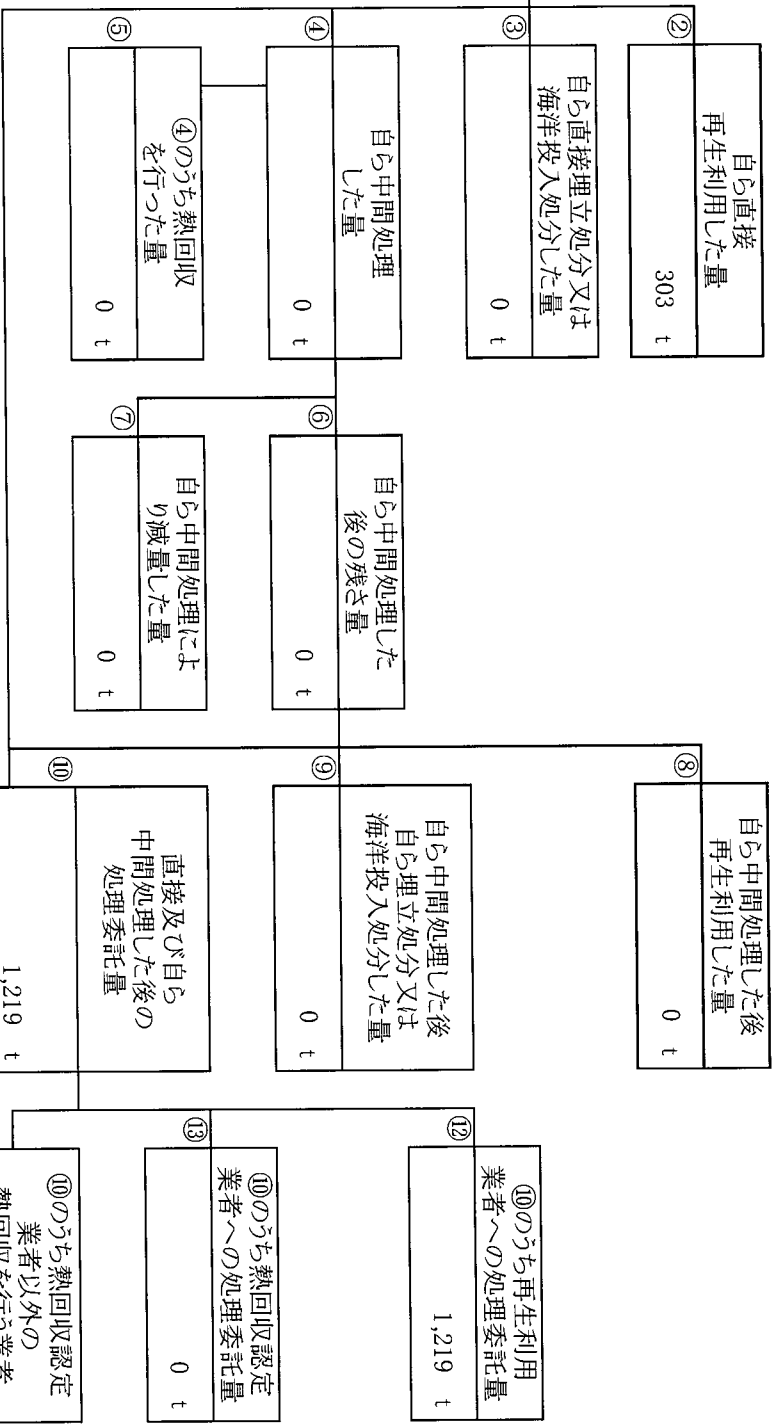 ②
自ら直接
再生利用した量
303 t
③
自ら直接埋立処分又は
海洋投入処分した量
0 t
④
自ら中間処理
した量
0 t
⑤
④のうち熱回収
を行った量
0 t
⑥
自ら中間処理した
後の残さ量
0 t
⑦
自ら中間処理によ
り減量した量
0 t
⑧
自ら中間処理した後
再生利用した量
0 t
⑨
自ら中間処理した後
自ら埋立処分又は
海洋投入処分した量
0 t
⑩
直接及び自ら
中間処理した後の
処理委託量
1,219 t
⑫
⑩のうち再生利用
業者への処理委託量
1,219 t
⑬
⑩のうち熱回収認定
業者への処理委託量
0 t
⑩のうち熱回収認定
業者以外の
熱回収を行う業者